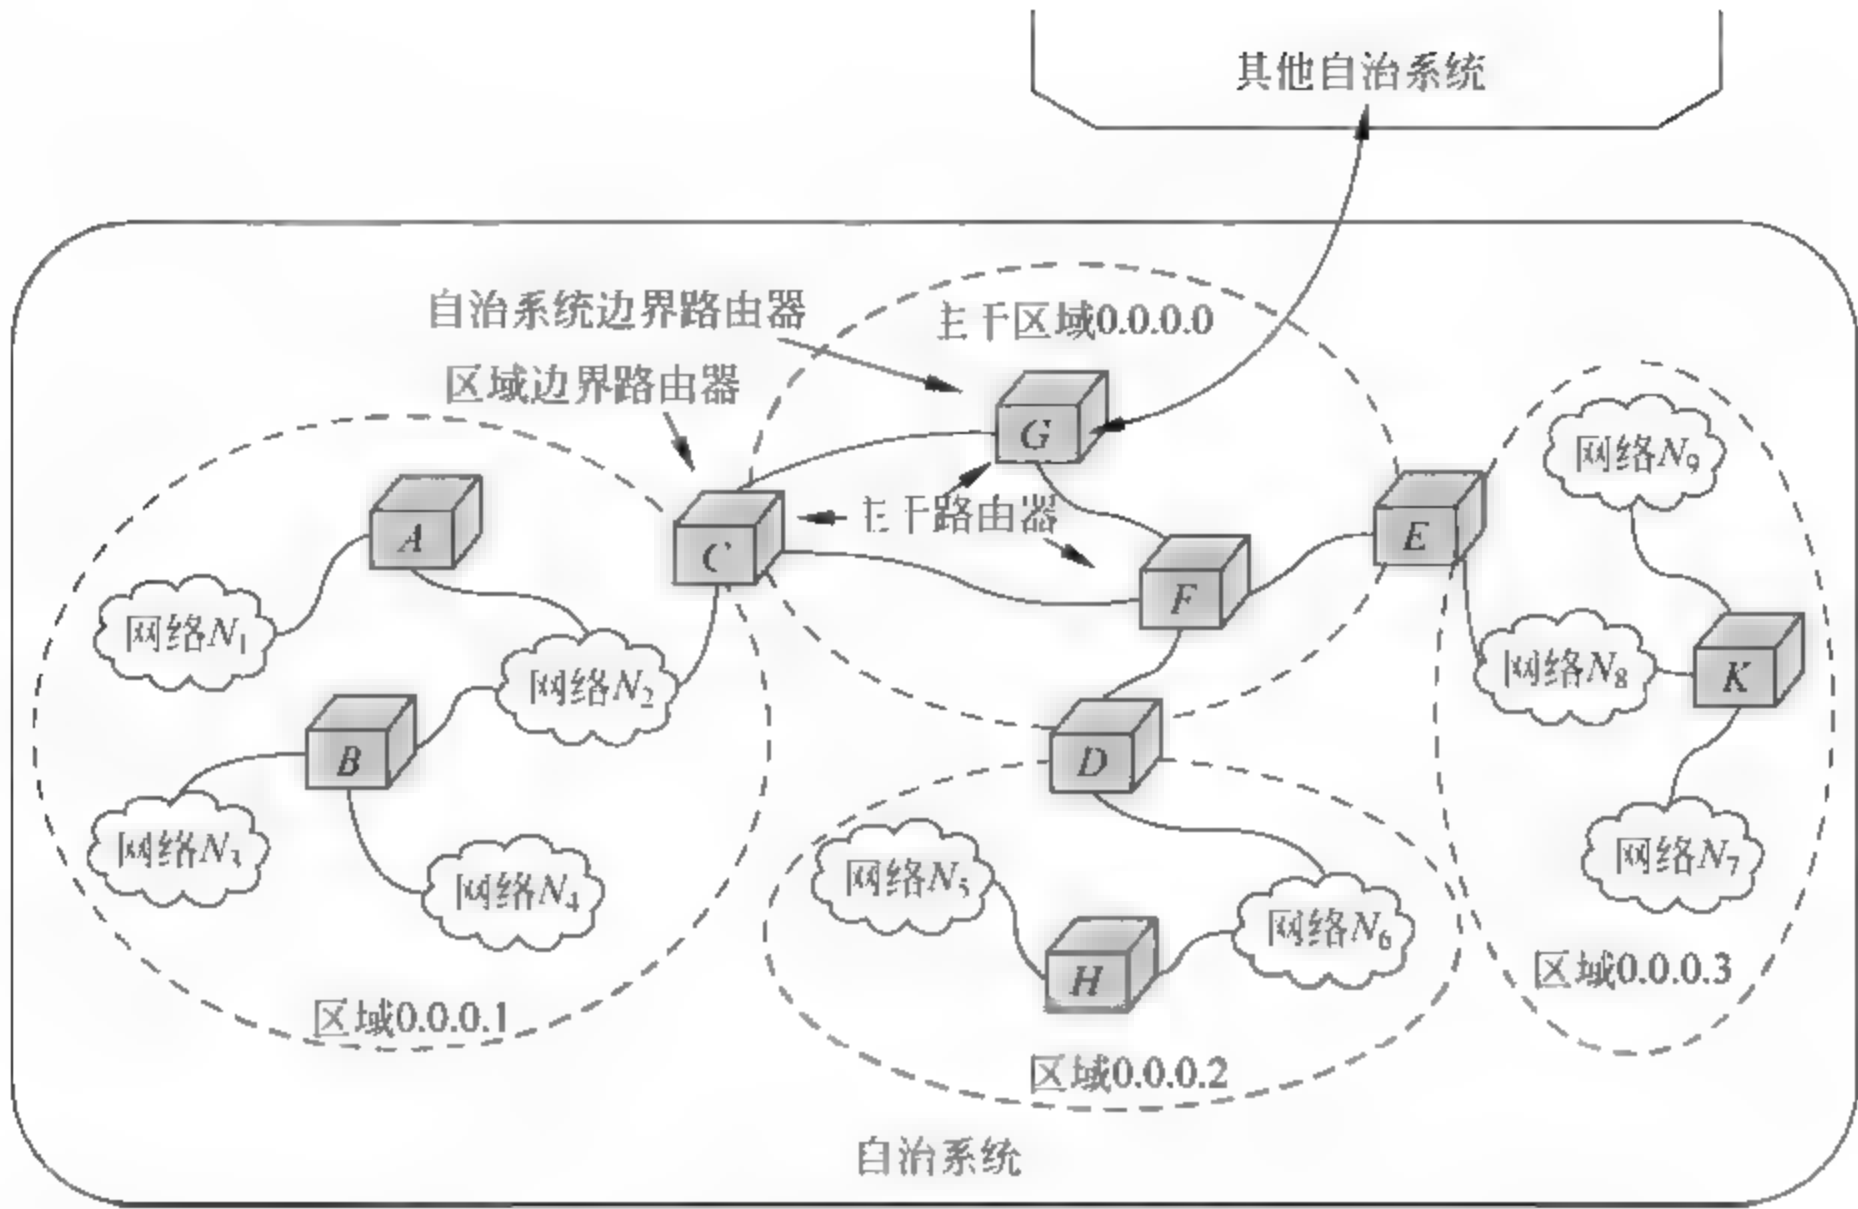 其他自治系统
自治系统边界路由器
主干区域0.0.0.0
区域边界路由器
G
网络N9
A
C
主干路由器
E
F
网络N1
网络N2
网络N8
K
B
D
网络N3
网络N4
网络N5
网络N6
网络N7
H
区域0.0.0.1
区域0.0.0.2
区域0.0.0.3
自治系统